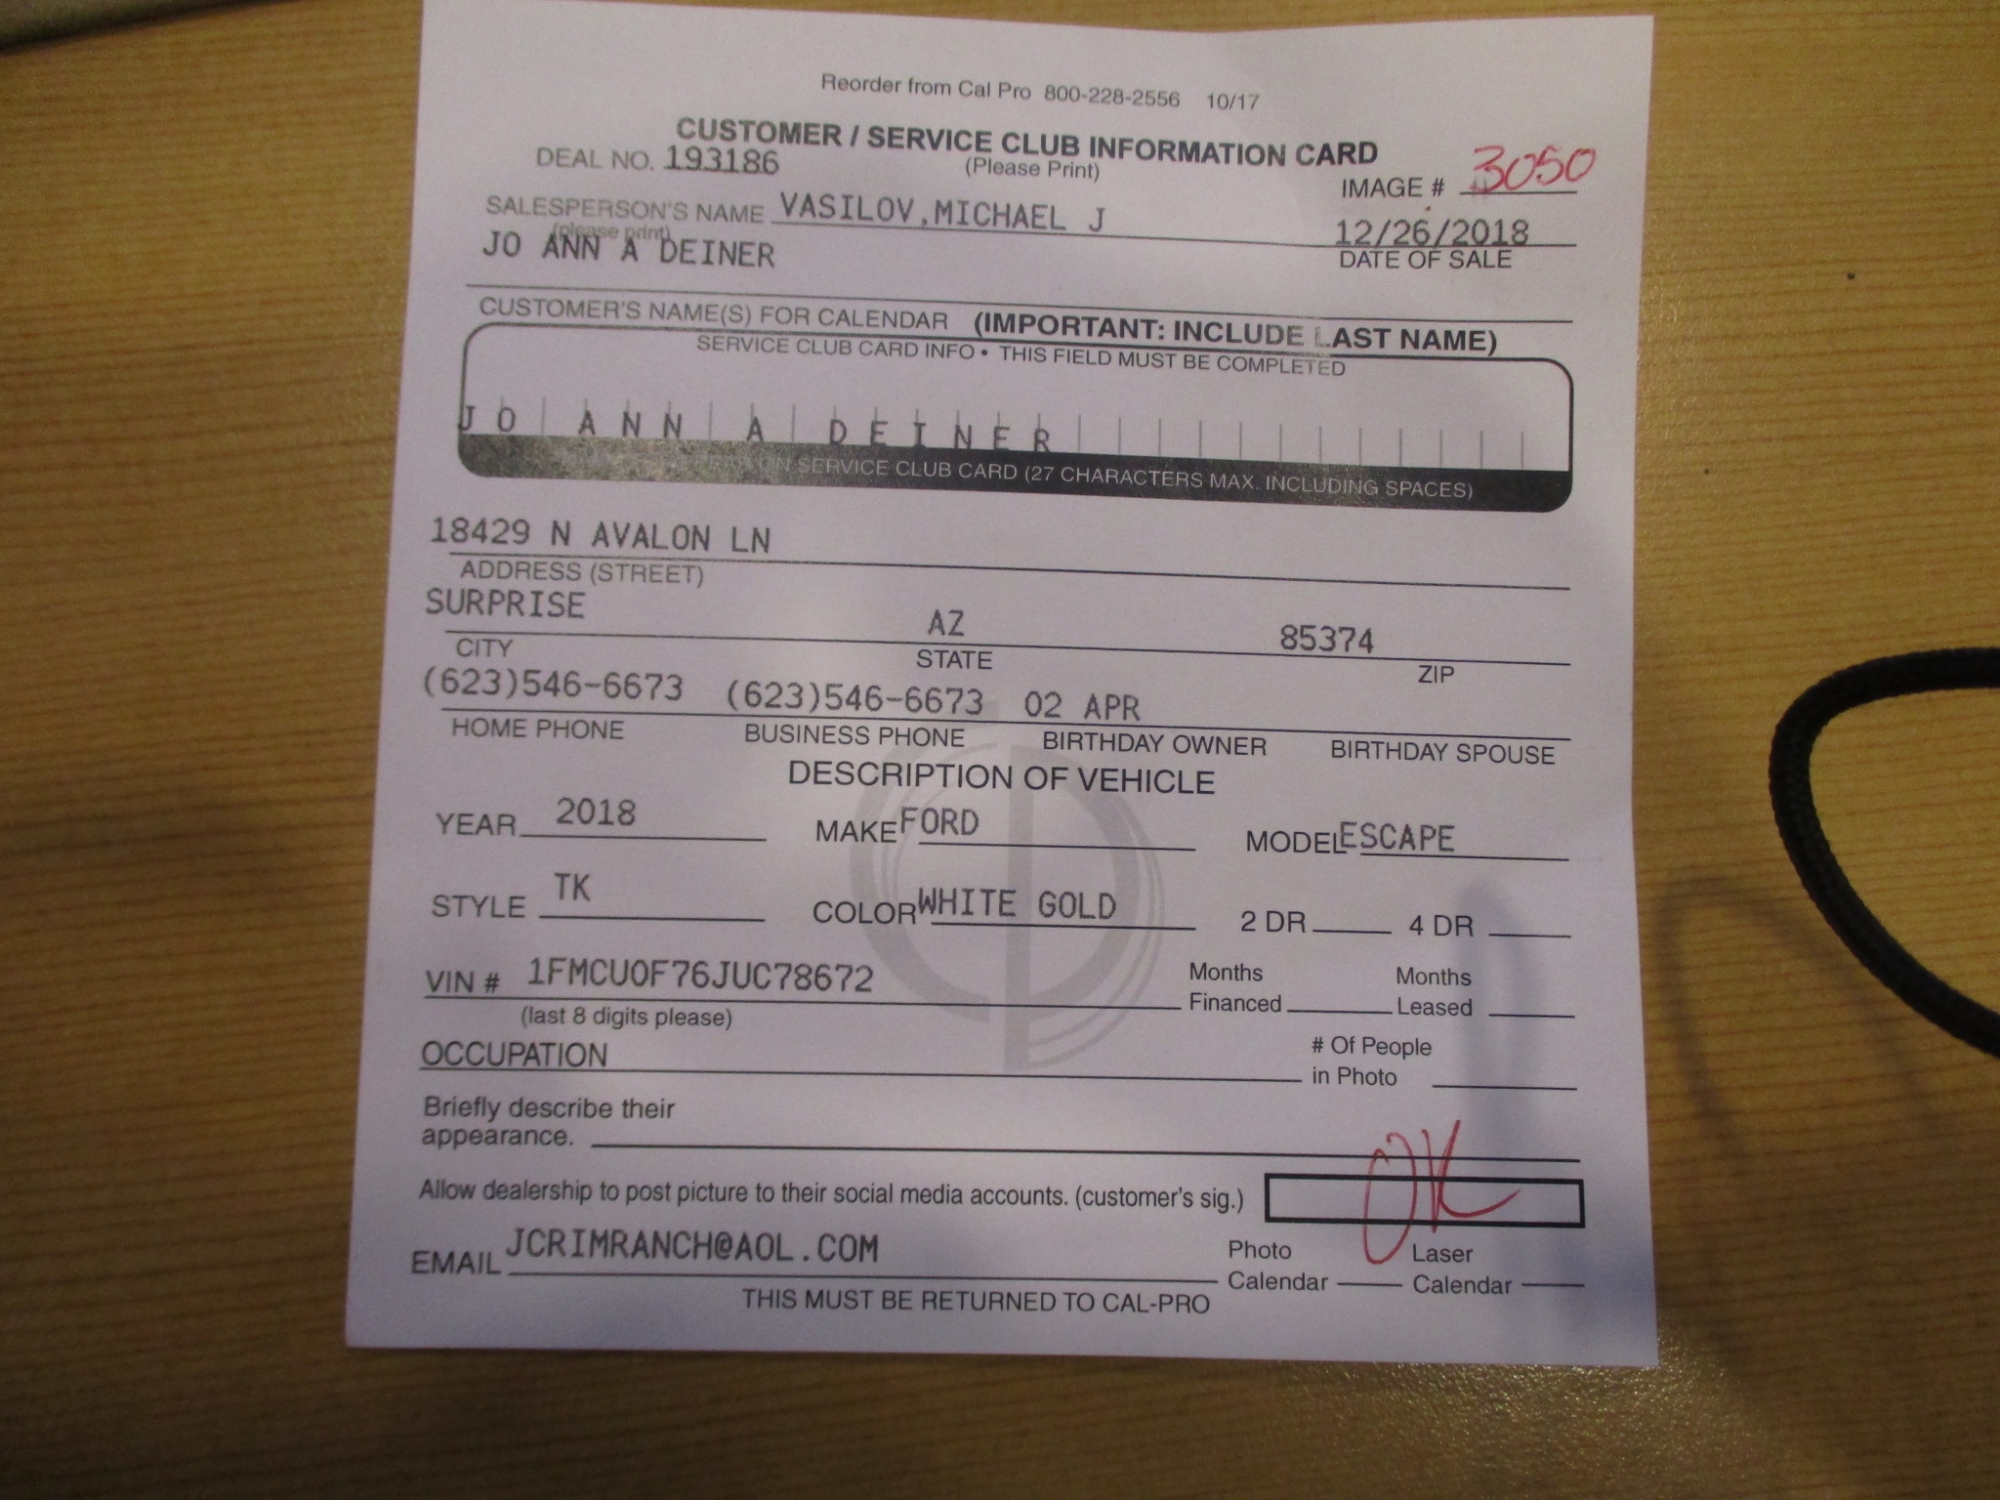 Reorder from Cal Pro 800-228-2556 10/17
CUSTOMER / SERVICE CLUB INFORMATION CARD
DEAL NO. 193186 (Please Print) IMAGE # 3050
SALESPERSON'S NAME VASILOV,MICHAEL J 12/26/2018
(please print) DATE OF SALE
JO ANN A DEINER
CUSTOMER'S NAME(S) FOR CALENDAR (IMPORTANT: INCLUDE LAST NAME)
SERVICE CLUB CARD INFO • THIS FIELD MUST BE COMPLETED
JO ANN A DEINER
ON SERVICE CLUB CARD (27 CHARACTERS MAX. INCLUDING SPACES)
18429 N AVALON LN
ADDRESS (STREET)
SURPRISE AZ 85374
CITY STATE ZIP
(623)546-6673 (623)546-6673 02 APR
HOME PHONE BUSINESS PHONE BIRTHDAY OWNER BIRTHDAY SPOUSE
DESCRIPTION OF VEHICLE
YEAR 2018 MAKE FORD MODEL ESCAPE
STYLE TK COLOR WHITE GOLD 2 DR 4 DR
VIN # 1FMCU0F76JUC78672 Months Financed Months Leased
(last 8 digits please)
OCCUPATION # Of People in Photo
Briefly describe their
appearance.
Allow dealership to post picture to their social media accounts. (customer's sig.) OK
EMAIL JCRIMRANCH@AOL.COM Photo Calendar Laser Calendar
THIS MUST BE RETURNED TO CAL-PRO